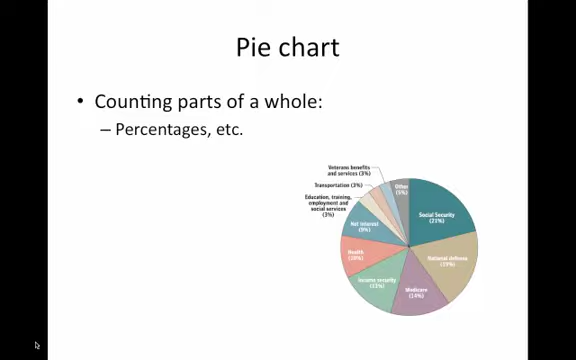 Pie chart
• Counting parts of a whole:
– Percentages, etc.
Veterans benefits
and services (3%)
Transportation (3%)
Education, training,
employment and
social services
(3%)
Other
(5%)
Social Security
(21%)
Net interest
(9%)
National defense
(19%)
Health
(10%)
Income security
(13%)
Medicare
(14%)